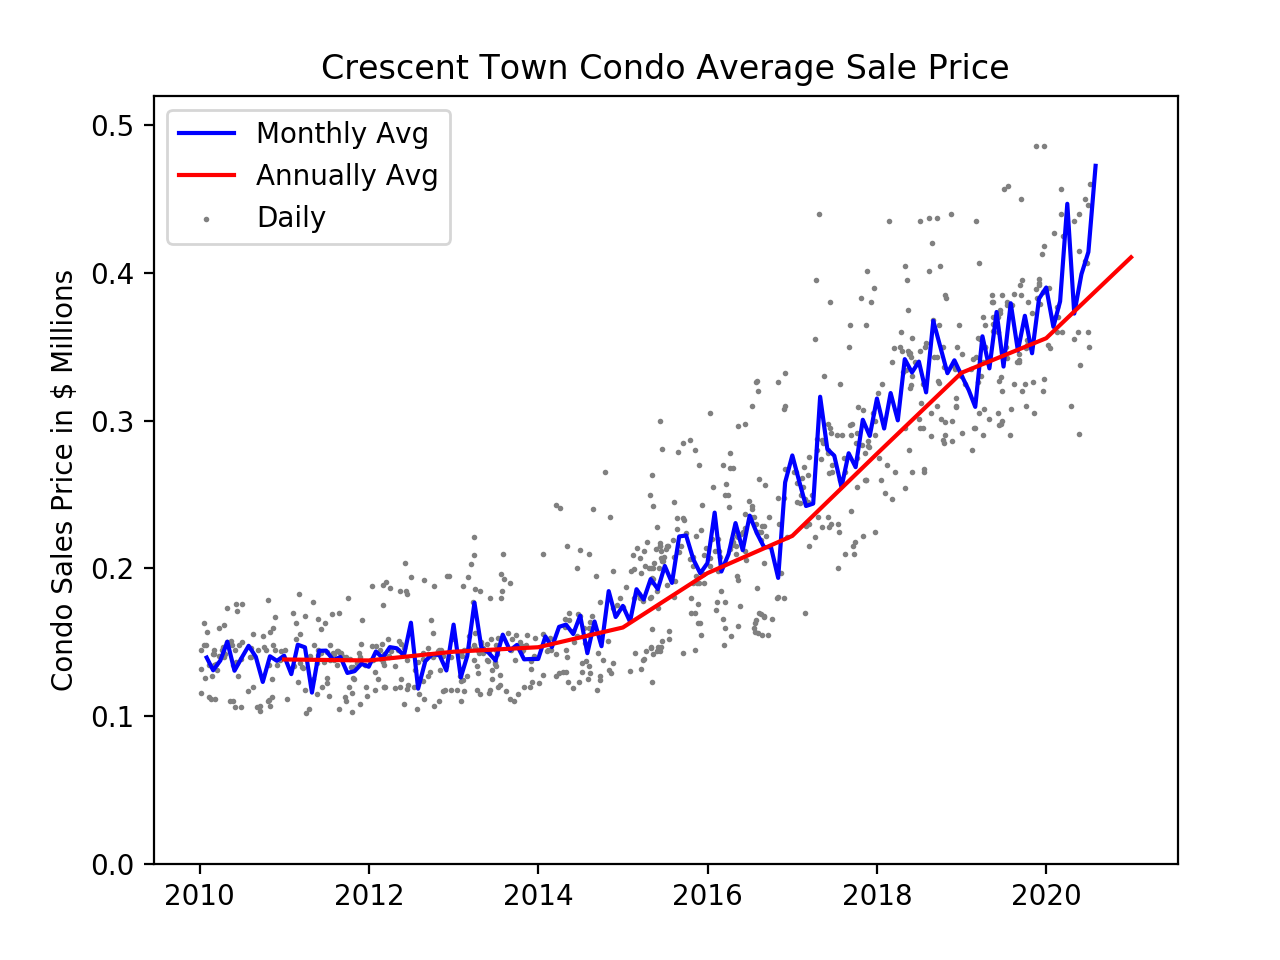 Crescent Town Condo Average Sale Price
Monthly Avg
Annually Avg
Daily
Condo Sales Price in $ Millions
0.5
0.4
0.3
0.2
0.1
0.0
2010 2012 2014 2016 2018 2020